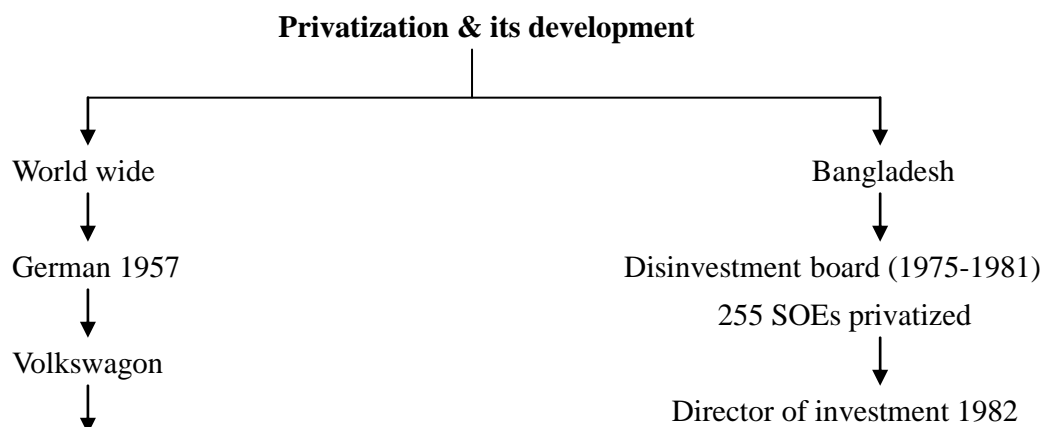 Privatization & its development
World wide
Bangladesh
German 1957
Disinvestment board (1975-1981)
255 SOEs privatized
Volkswagon
Director of investment 1982